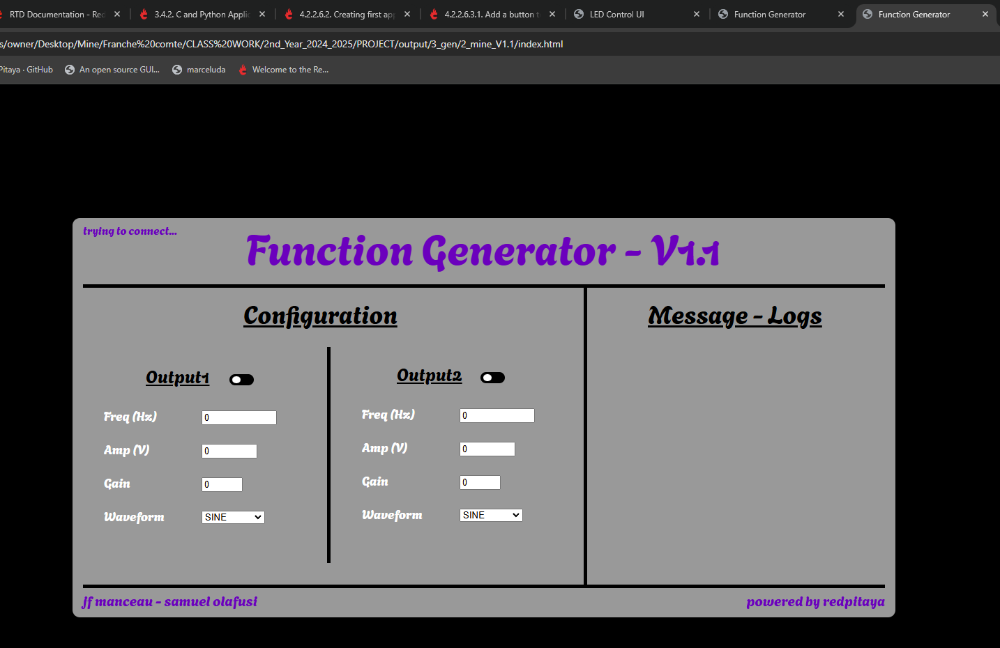 RTD Documentation - Red
3.4.2. C and Python Applic
4.2.2.6.2. Creating first app
4.2.2.6.3.1. Add a button t
LED Control UI
Function Generator
Function Generator
s/owner/Desktop/Mine/Franche%20comte/CLASS%20WORK/2nd_Year_2024_2025/PROJECT/output/3_gen/2_mine_V1.1/index.html
Pitaya · GitHub
An open source GUI...
marceluda
Welcome to the Re...
trying to connect...
Function Generator - V1.1
Configuration
Message - Logs
Output1
Freq (Hz)
0
Amp (V)
0
Gain
0
Waveform
SINE
Output2
Freq (Hz)
0
Amp (V)
0
Gain
0
Waveform
SINE
jf manceau - samuel olafusi
powered by redpitaya